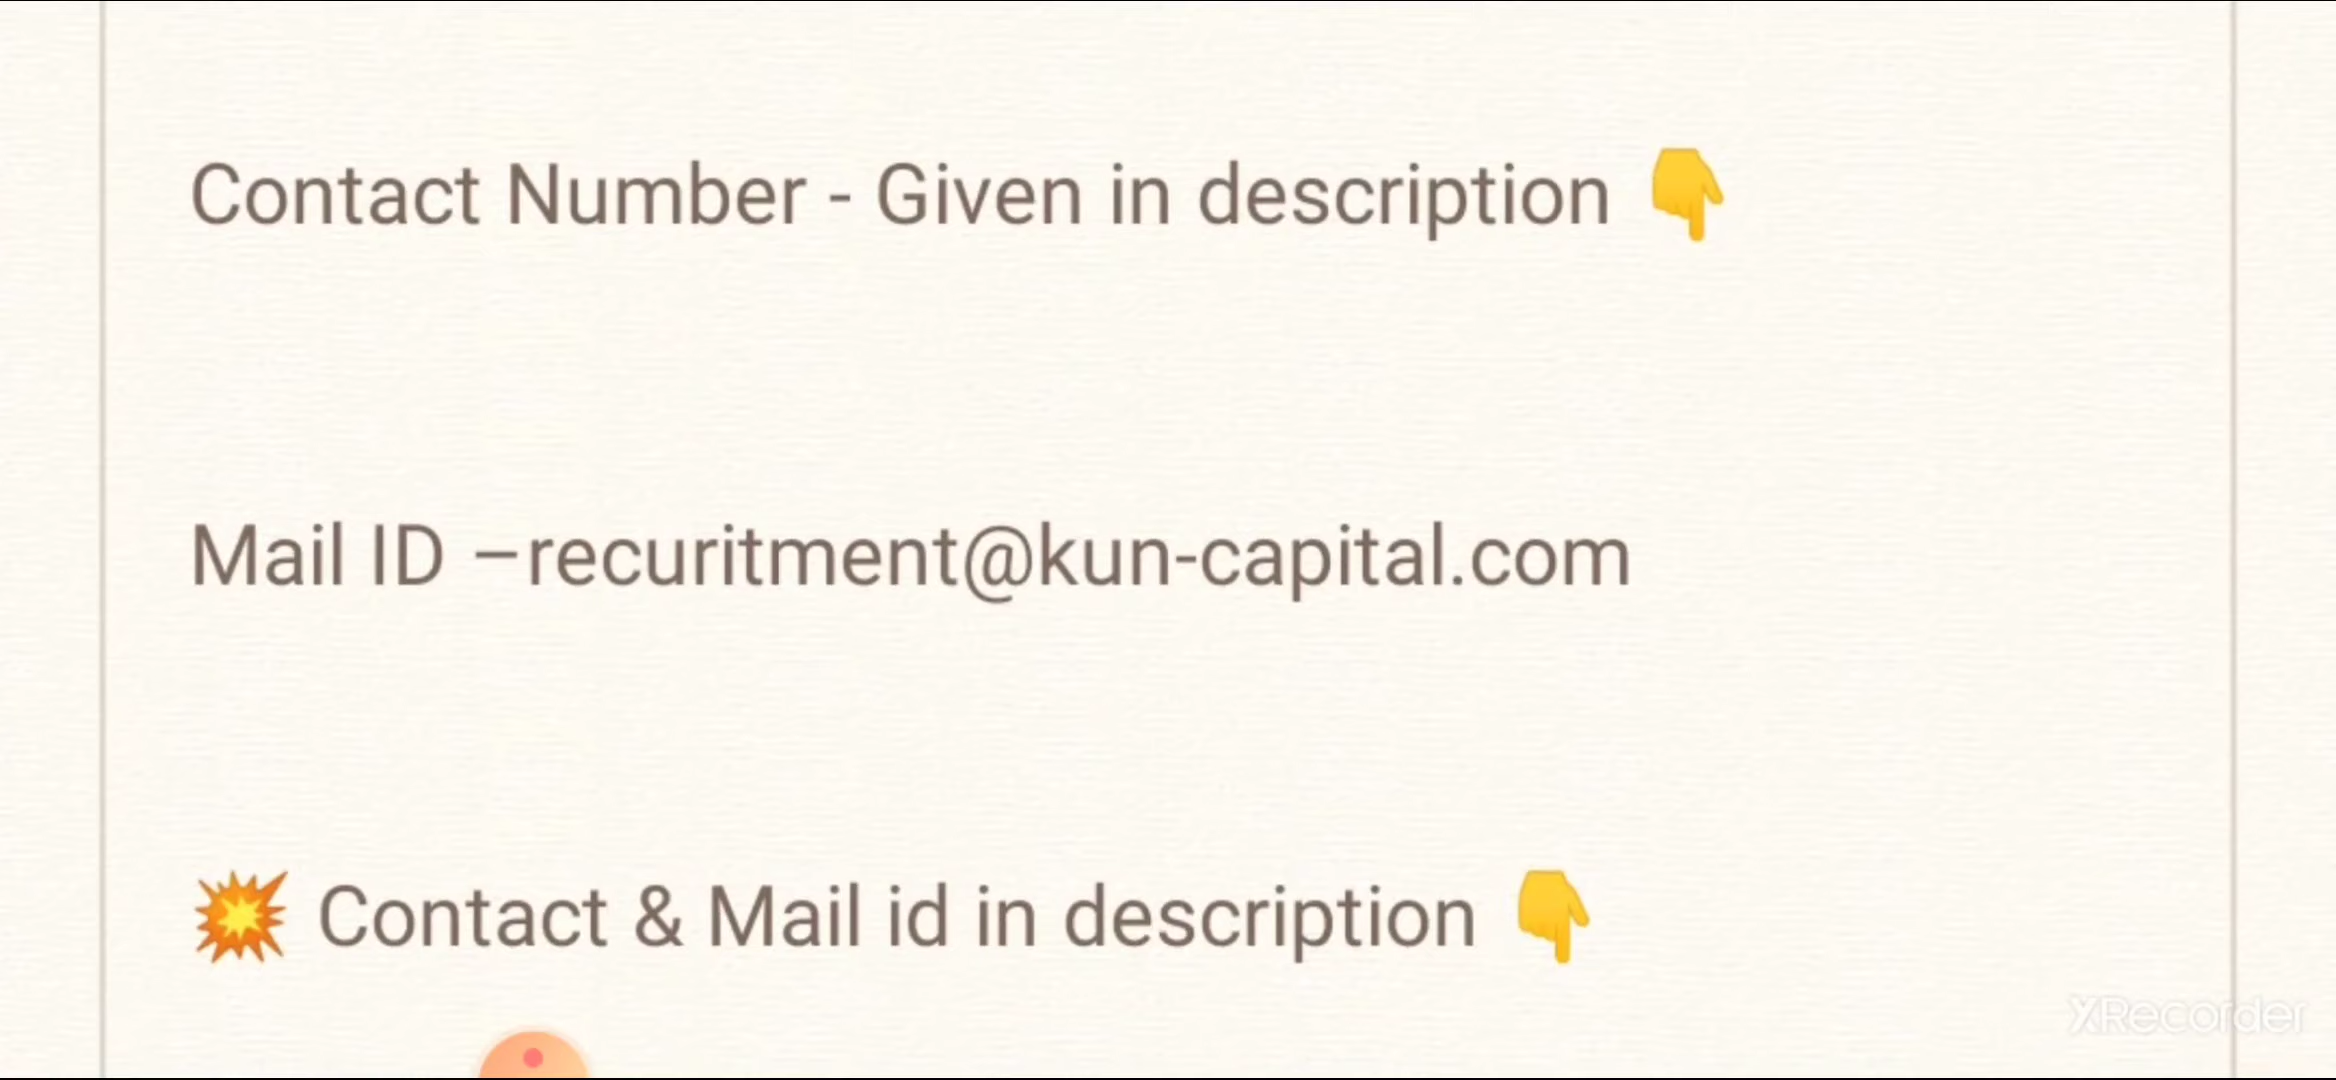 Contact Number - Given in description 👇
Mail ID –recuritment@kun-capital.com
💥 Contact & Mail id in description 👇
XRecorder